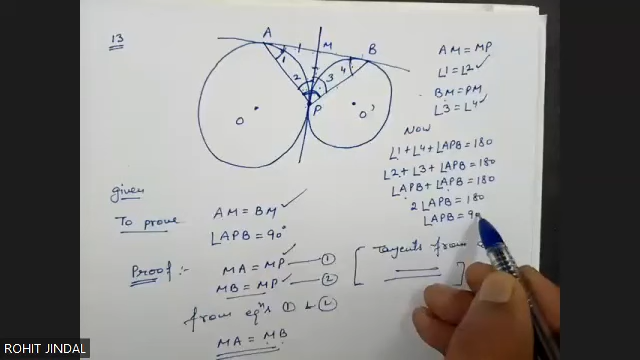 13
A
M
B
1
2
3
4
P
O
O'
AM = MP
∠1 = ∠2 ✓
BM = PM
∠3 = ∠4 ✓
Now
∠1 + ∠4 + ∠APB = 180
∠2 + ∠3 + ∠APB = 180
∠APB + ∠APB = 180
2 ∠APB = 180
∠APB = 90
given
To prove AM = BM ✓
∠APB = 90°
Proof :- MA = MP ✓ — ①
MB = MP ✓ — ②
[ Tangents from
]
from eqns ① & ②
MA = MB
ROHIT JINDAL